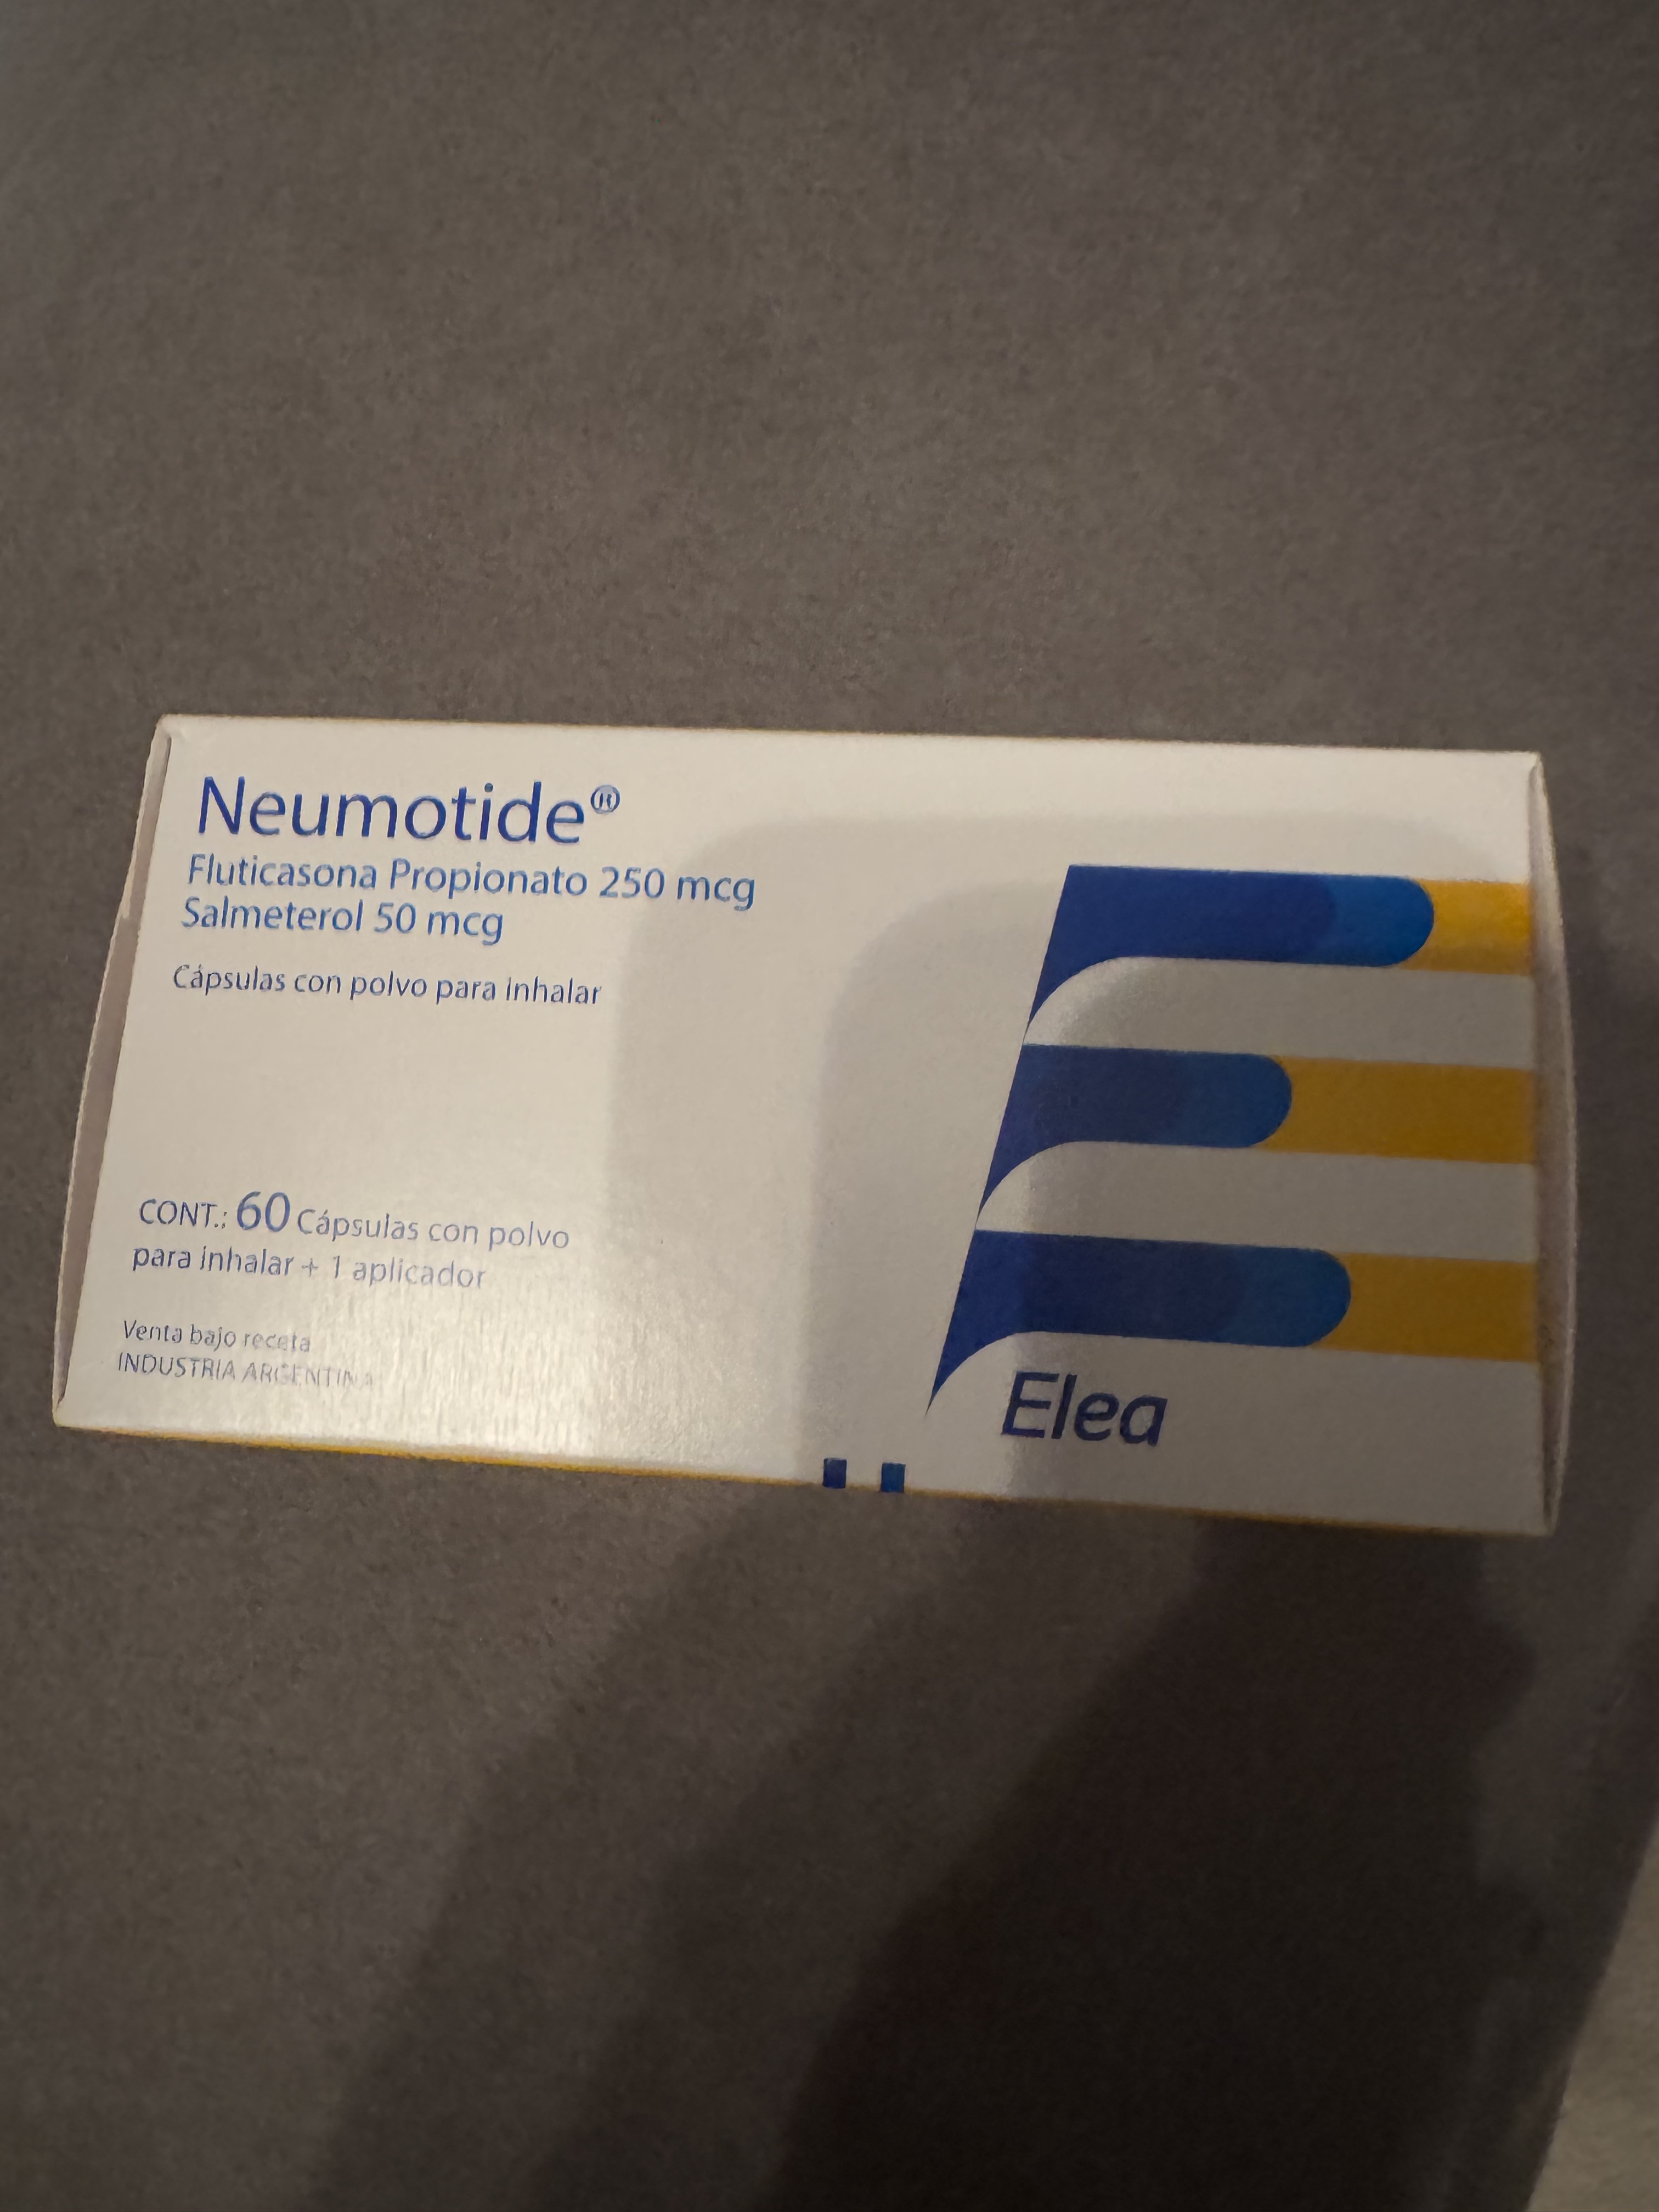 Neumotide®
Fluticasona Propionato 250 mcg
Salmeterol 50 mcg
Cápsulas con polvo para inhalar
CONT.: 60 Cápsulas con polvo
para inhalar + 1 aplicador
Venta bajo receta
INDUSTRIA ARGENTINA
Elea